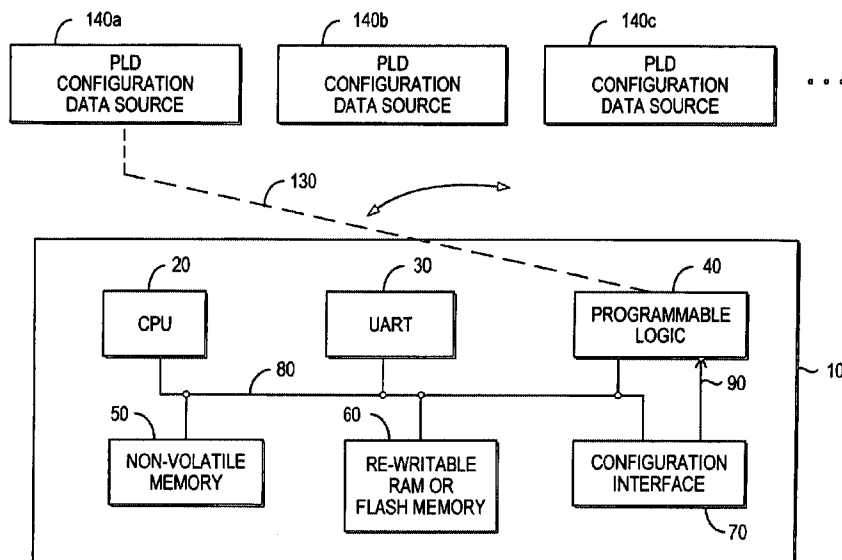 140a
140b
140c
PLD
CONFIGURATION
DATA SOURCE
PLD
CONFIGURATION
DATA SOURCE
PLD
CONFIGURATION
DATA SOURCE
130
20
30
40
CPU
UART
PROGRAMMABLE
LOGIC
80
90
10
50
60
NON-VOLATILE
MEMORY
RE-WRITABLE
RAM OR
FLASH MEMORY
CONFIGURATION
INTERFACE
70